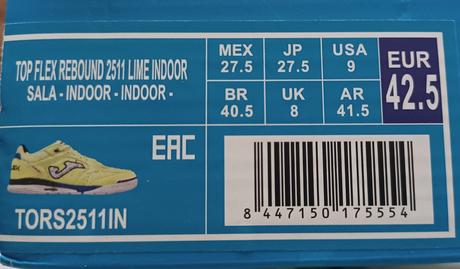 TOP FLEX REBOUND 2511 LIME INDOOR
SALA - INDOOR - INDOOR -
MEX
27.5
JP
27.5
USA
9
EUR
42.5
BR
40.5
UK
8
AR
41.5
EAC
TORS2511IN
8 447150 175554